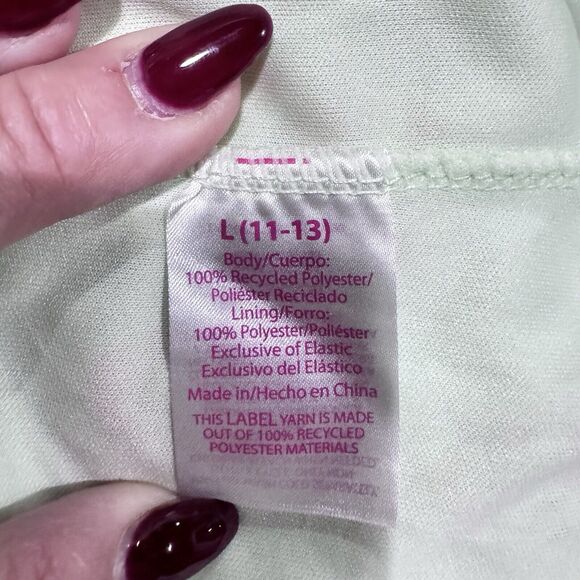 L (11-13)
Body/Cuerpo:
100% Recycled Polyester/
Poliéster Reciclado
Lining/Forro:
100% Polyester/Poliéster
Exclusive of Elastic
Exclusivo del Elástico
Made in/Hecho en China
THIS LABEL YARN IS MADE
OUT OF 100% RECYCLED
POLYESTER MATERIALS